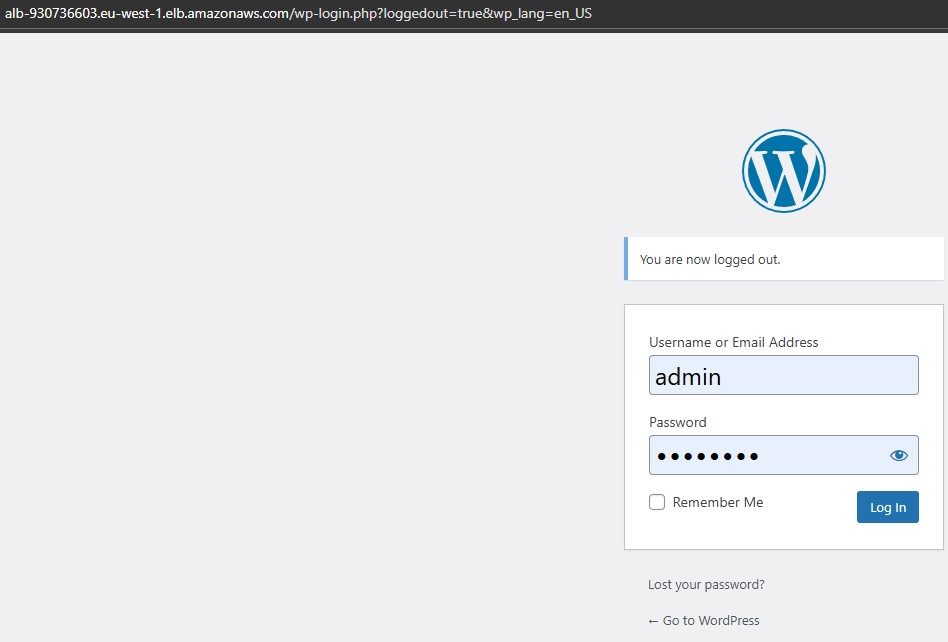 alb-930736603.eu-west-1.elb.amazonaws.com/wp-login.php?loggedout=true&wp_lang=en_US
You are now logged out.
Username or Email Address
admin
Password
••••••••
Remember Me
Log In
Lost your password?
← Go to WordPress